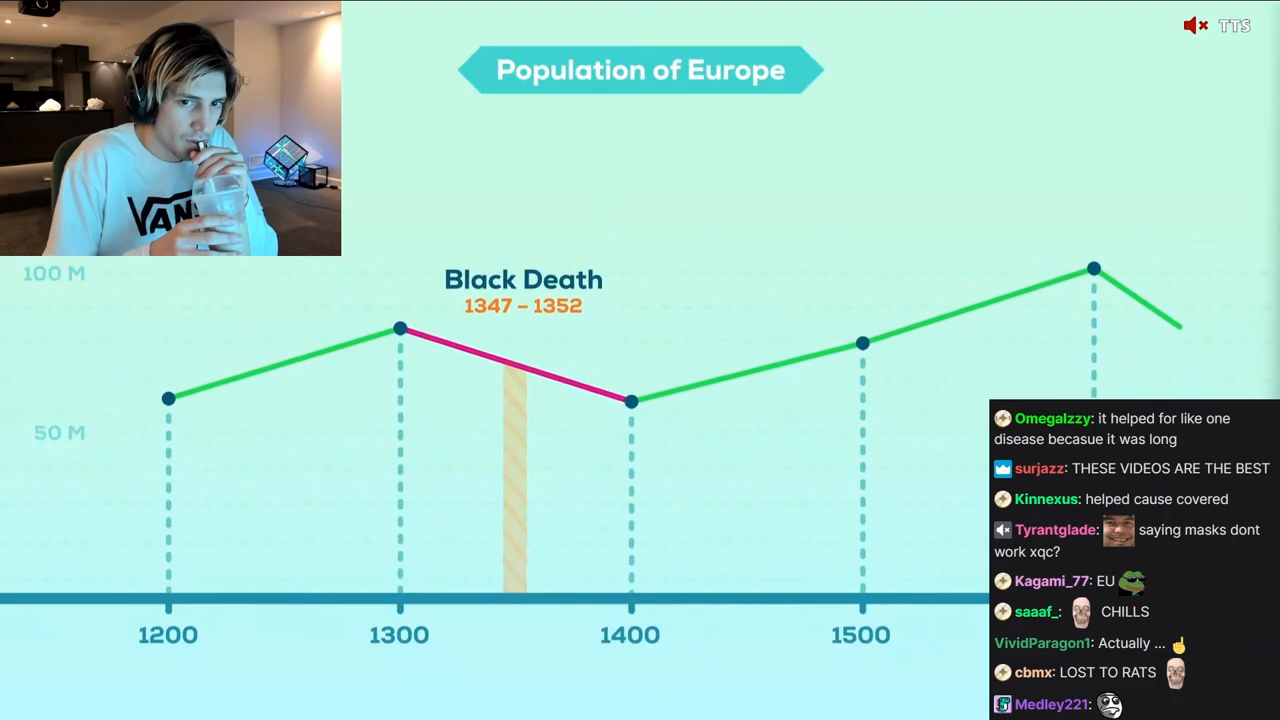 TTS
Population of Europe
VANS
100 M
Black Death
1347 – 1352
50 M
1200
1300
1400
1500
Omegalzzy: it helped for like one
disease becasue it was long
surjazz: THESE VIDEOS ARE THE BEST
Kinnexus: helped cause covered
Tyrantglade: saying masks dont
work xqc?
Kagami_77: EU
saaaf_: CHILLS
VividParagon1: Actually ...
cbmx: LOST TO RATS
Medley221: